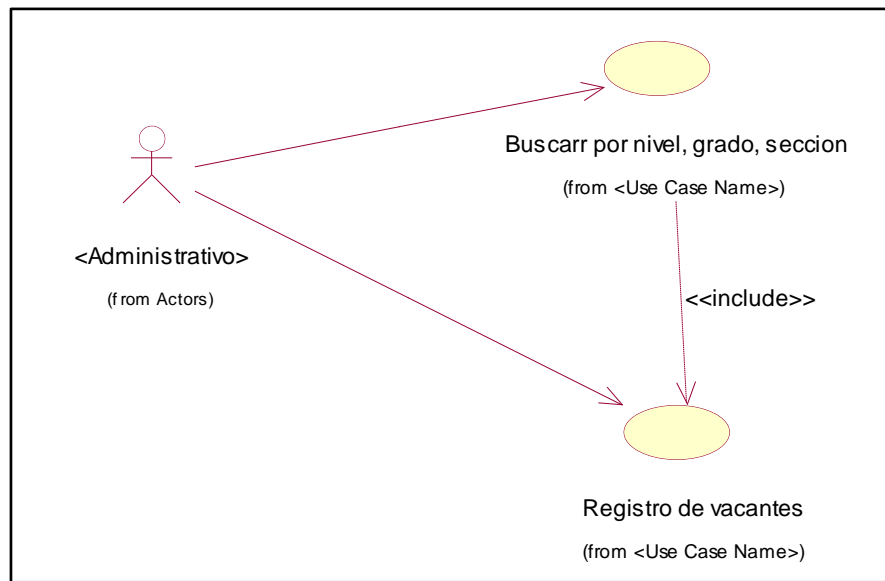 Buscarr por nivel, grado, seccion
(from <Use Case Name>)
<Administrativo>
(from Actors)
<<include>>
Registro de vacantes
(from <Use Case Name>)